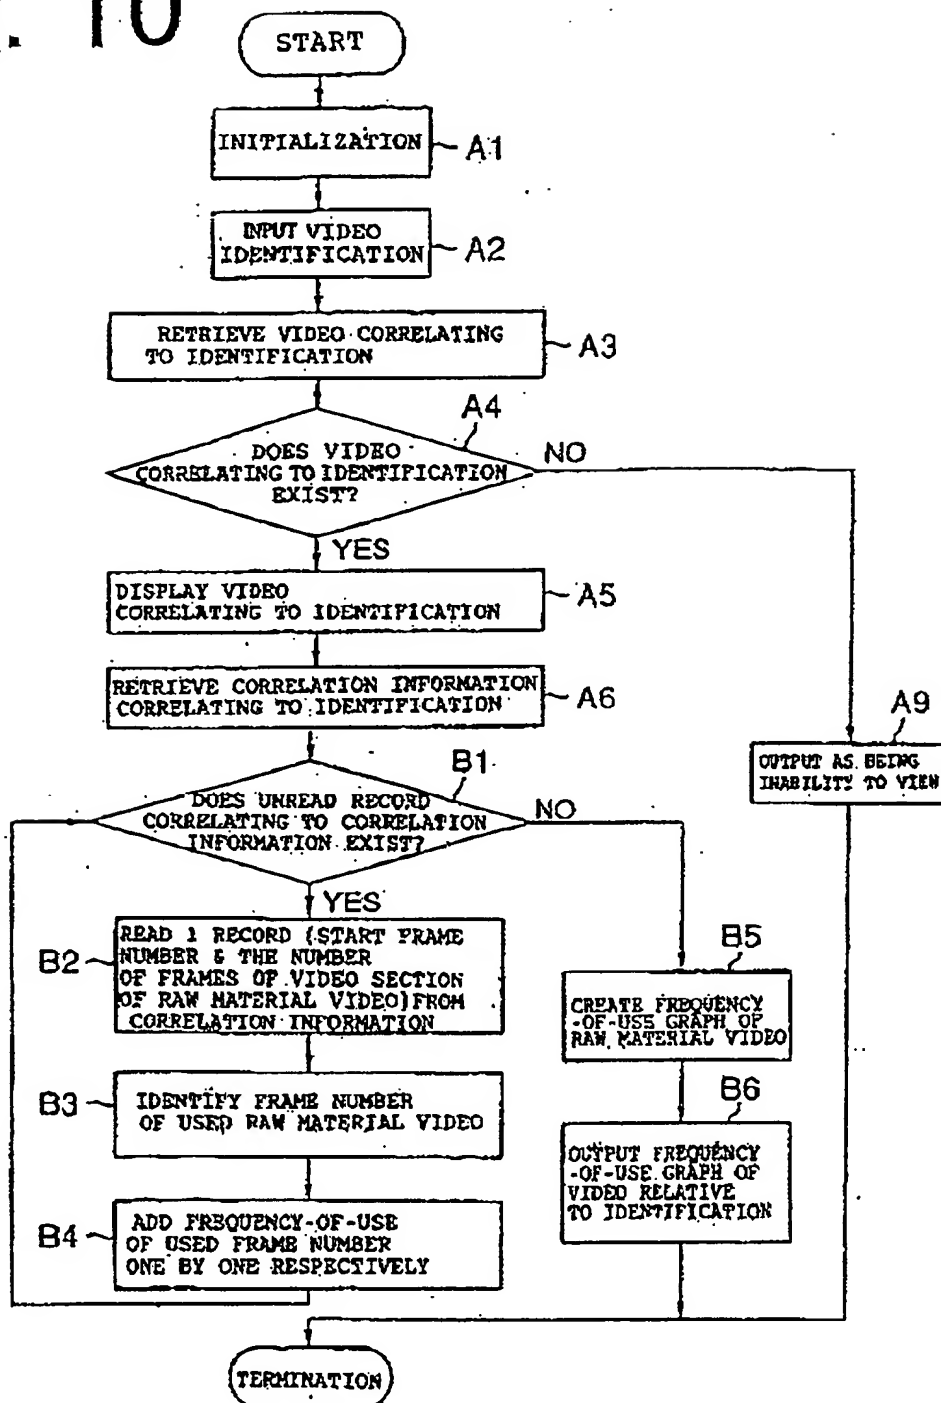 . 10
START
INITIALIZATION
A1
INPUT VIDEO
IDENTIFICATION
A2
RETRIEVE VIDEO CORRELATING
TO IDENTIFICATION
A3
A4
DOES VIDEO
CORRELATING TO IDENTIFICATION
EXIST?
NO
YES
DISPLAY VIDEO
CORRELATING TO IDENTIFICATION
A5
RETRIEVE CORRELATION INFORMATION
CORRELATING TO IDENTIFICATION
A6
A9
OUTPUT AS BEING
INABILITY TO VIEW
B1
DOES UNREAD RECORD
CORRELATING TO CORRELATION
INFORMATION EXIST?
NO
YES
B2
READ 1 RECORD (START FRAME
NUMBER & THE NUMBER
OF FRAMES OF VIDEO SECTION
OF RAW MATERIAL VIDEO) FROM
CORRELATION INFORMATION
B5
CREATE FREQUENCY
-OF-USE GRAPH OF
RAW MATERIAL VIDEO
B3
IDENTIFY FRAME NUMBER
OF USED RAW MATERIAL VIDEO
B6
OUTPUT FREQUENCY
-OF-USE GRAPH OF
VIDEO RELATIVE
TO IDENTIFICATION
B4
ADD FREQUENCY-OF-USE
OF USED FRAME NUMBER
ONE BY ONE RESPECTIVELY
TERMINATION